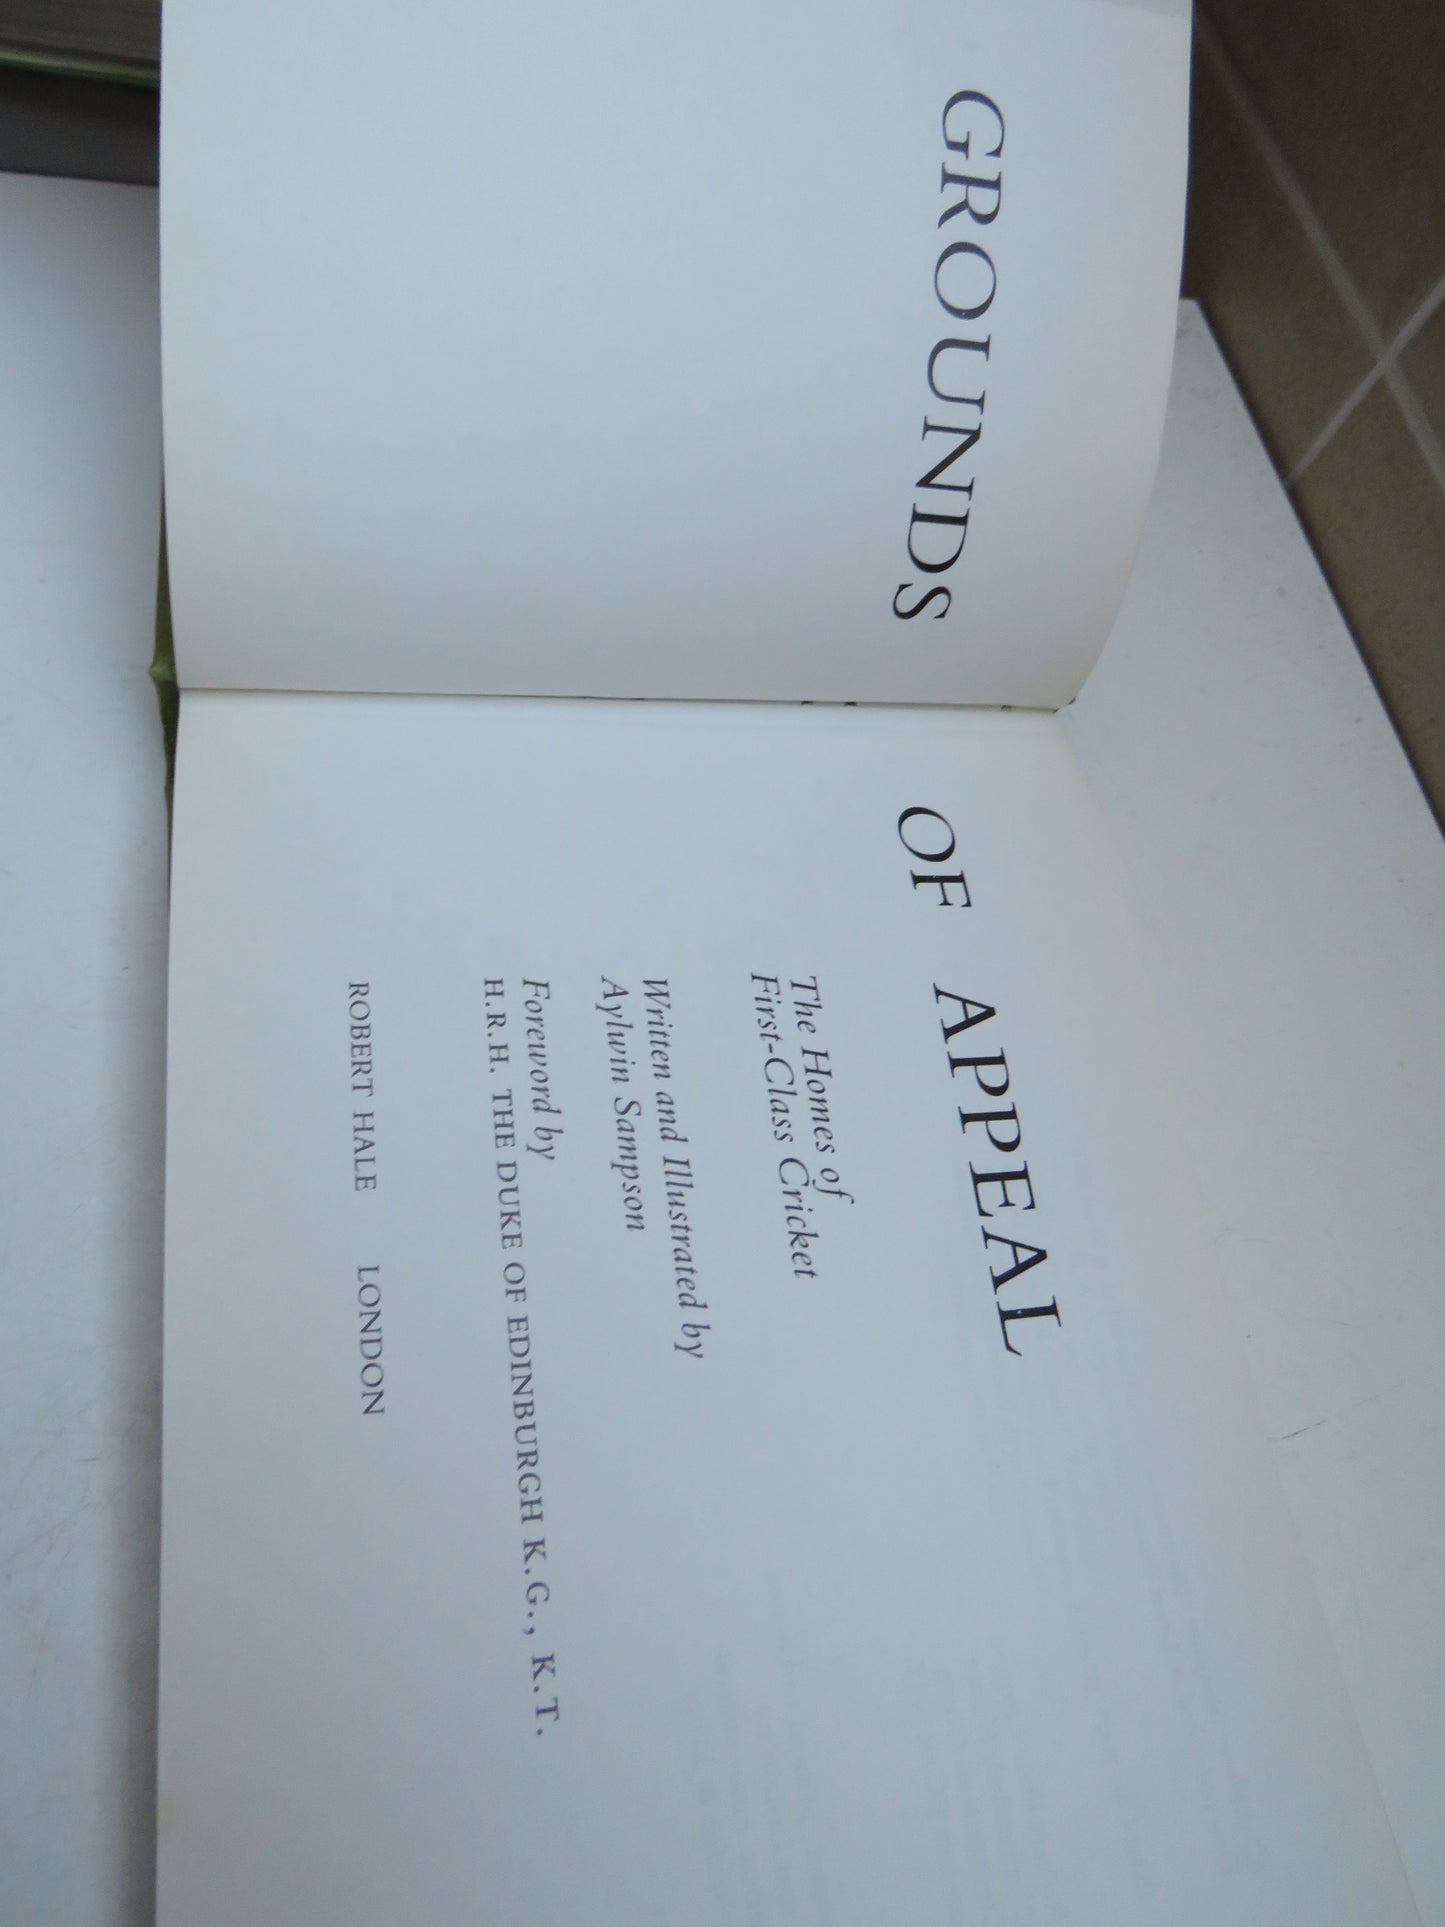 GROUNDS OF APPEAL
The Homes of
First-Class Cricket
Written and Illustrated by
Aylwin Sampson
Foreword by
H.R.H. THE DUKE OF EDINBURGH K.G., K.T.
ROBERT HALE LONDON